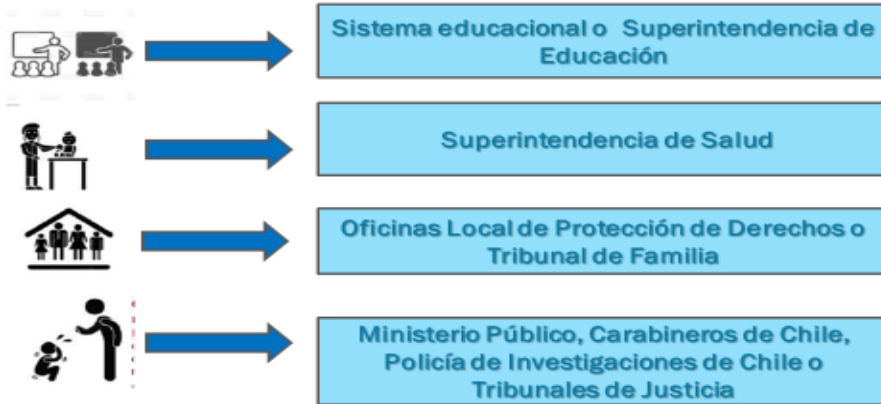 Sistema educacional o Superintendencia de
Educación
Superintendencia de Salud
Oficinas Local de Protección de Derechos o
Tribunal de Familia
Ministerio Público, Carabineros de Chile,
Policía de Investigaciones de Chile o
Tribunales de Justicia